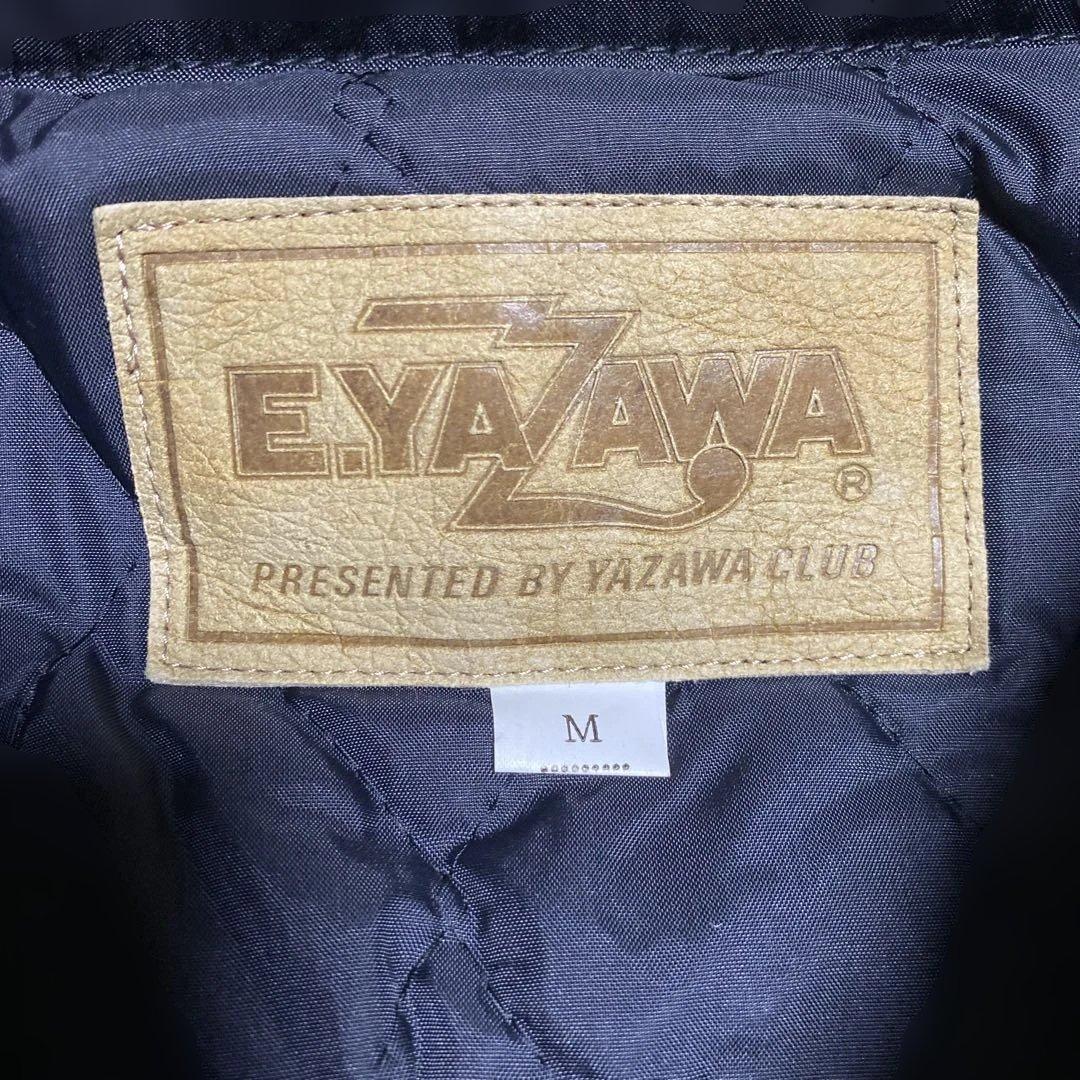 E.YAZAWA
®
PRESENTED BY YAZAWA CLUB
M